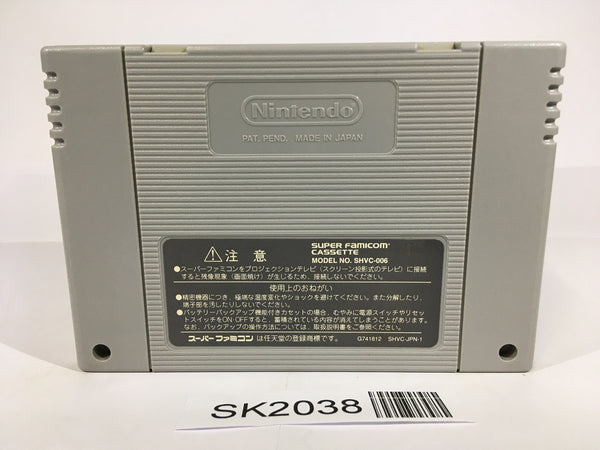 Nintendo
PAT. PEND. MADE IN JAPAN
注意
SUPER FAMICOM
CASSETTE
MODEL NO. SHVC-006
●スーパーファミコンをプロジェクションテレビ(スクリーン投影式のテレビ)に接続
すると残像現象(画面焼け)が生じるため、接続しないでください。
使用上のおねがい
●精密機器につき、極端な温度変化やショックを避けてください。また分解したり、
端子部を汚したりしないでください。
●バッテリーバックアップ機能付きカセットの場合、むやみに電源スイッチやリセッ
トスイッチをON・OFFすると、蓄積されている内容が消えてしまうことがあります。
なお、バックアップの操作方法については、取扱説明書をご参照ください。
スーパーファミコン は任天堂の登録商標です。 G741812 SHVC-JPN-1
SK2038